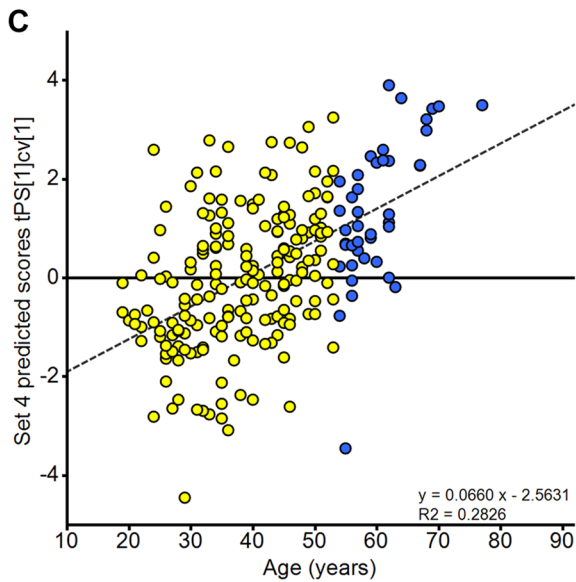 C
Set 4 predicted scores tPS[1]cv[1]
4
2
0
-2
-4
y = 0.0660 x - 2.5631
R2 = 0.2826
10 20 30 40 50 60 70 80 90
Age (years)